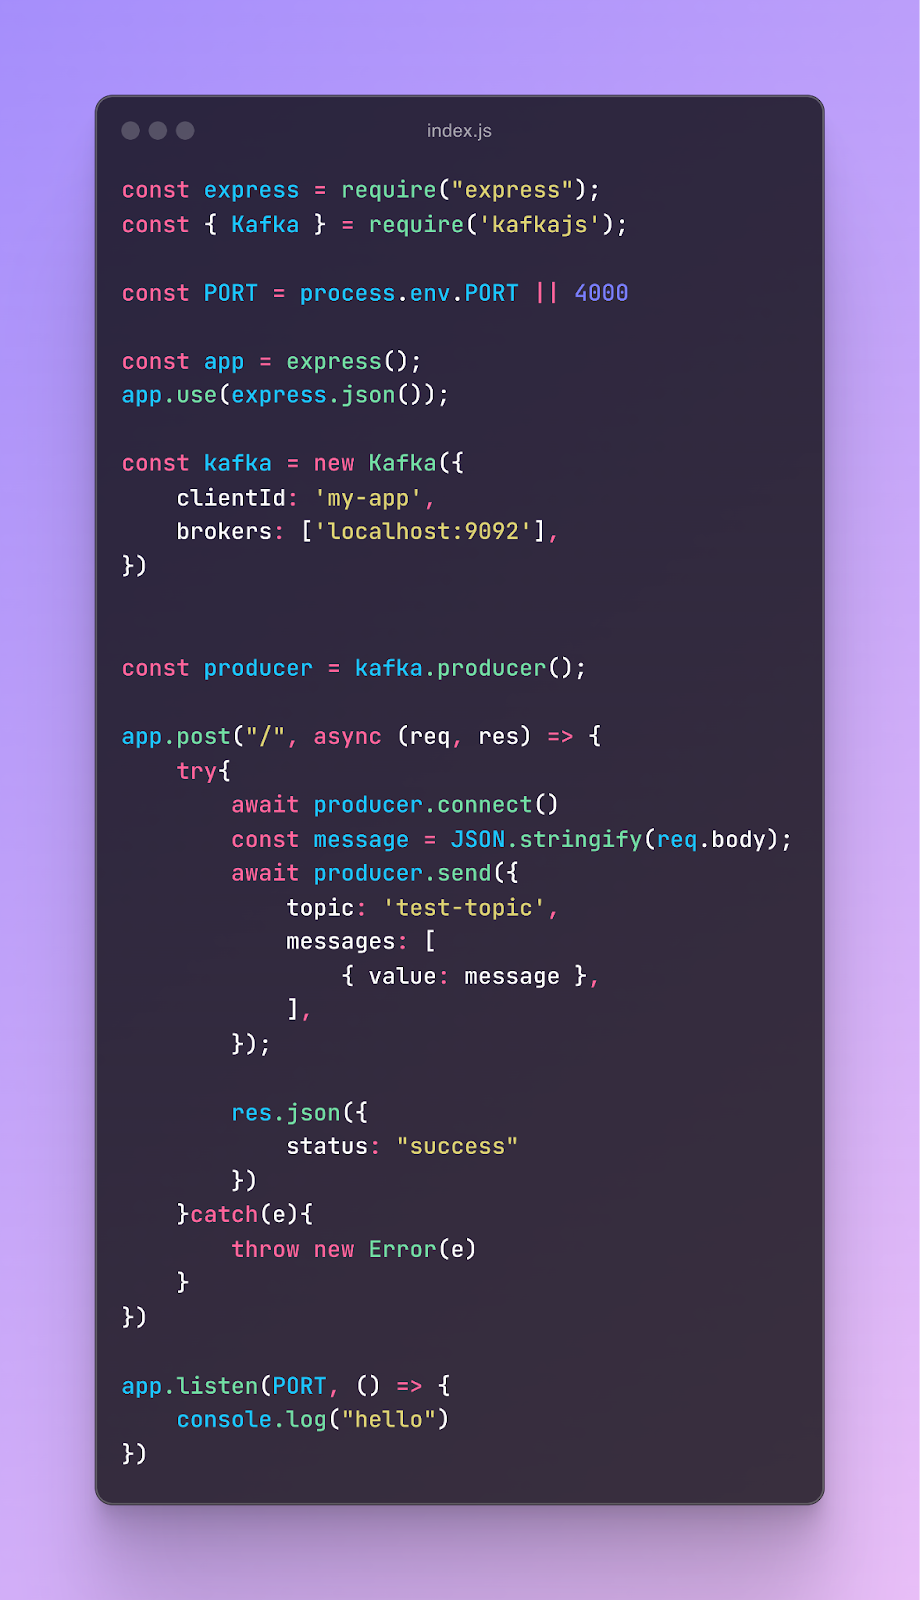 index.js
const express = require("express");
const { Kafka } = require('kafkajs');
const PORT = process.env.PORT || 4000
const app = express();
app.use(express.json());
const kafka = new Kafka({
    clientId: 'my-app',
    brokers: ['localhost:9092'],
})
const producer = kafka.producer();
app.post("/", async (req, res) => {
    try{
        await producer.connect()
        const message = JSON.stringify(req.body);
        await producer.send({
            topic: 'test-topic',
            messages: [
                { value: message },
            ],
        });
        res.json({
            status: "success"
        })
    }catch(e){
        throw new Error(e)
    }
})
app.listen(PORT, () => {
    console.log("hello")
})